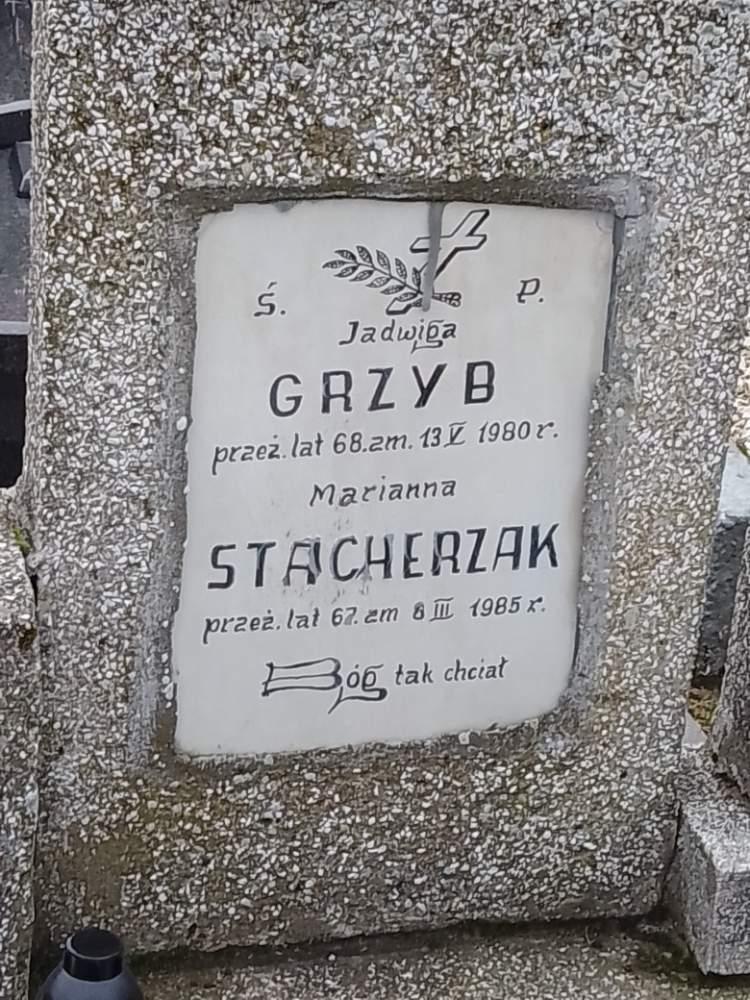 Ś. P.
Jadwiga
GRZYB
przeż. lat 68. zm. 13 V 1980 r.
Marianna
STACHERZAK
przeż. lat 67. zm 8 III 1985 r.
Bóg tak chciał